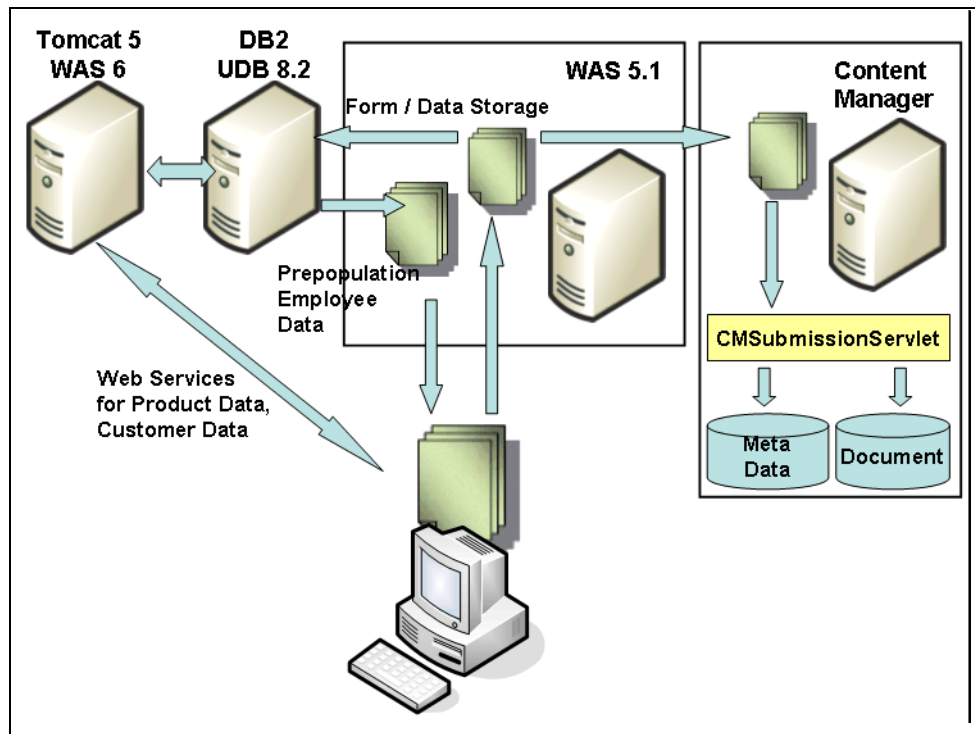 Tomcat 5
WAS 6
DB2
UDB 8.2
WAS 5.1
Content
Manager
Form / Data Storage
Prepopulation
Employee
Data
CMSubmissionServlet
Web Services
for Product Data,
Customer Data
Meta
Data
Document